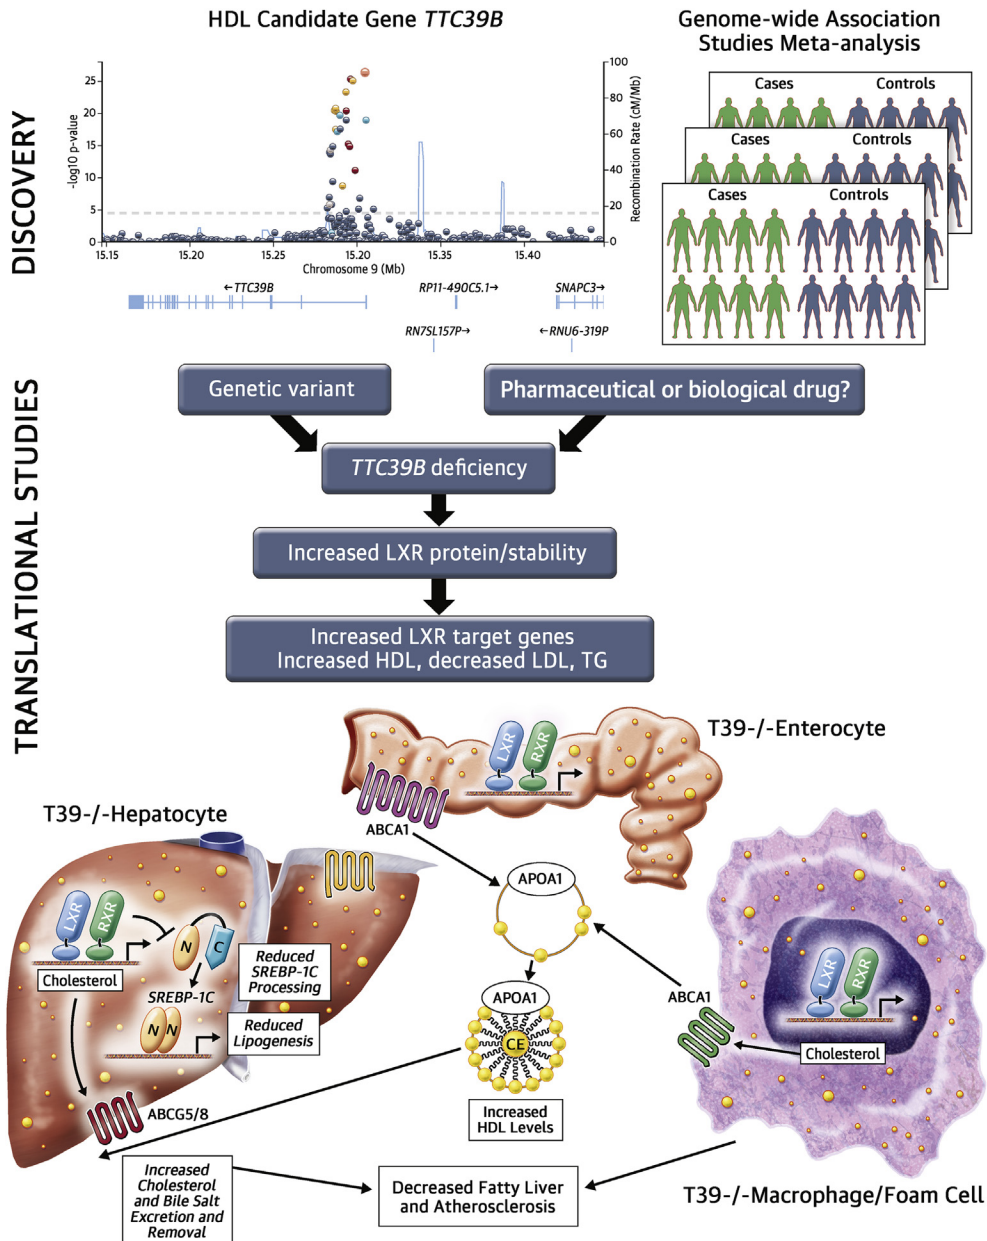 HDL Candidate Gene TTC39B
Genome-wide Association
Studies Meta-analysis
DISCOVERY
25
20
15
10
5
0
-log10 p-value
100
80
60
40
20
0
Recombination Rate (cM/Mb)
15.15
15.20
15.25
15.20
15.35
15.40
Chromosome 9 (Mb)
←TTC39B
RP11-490C5.1→
SNAPC3→
RN7SL157P→
←RNU6-319P
Cases
Controls
Cases
Controls
Cases
Controls
TRANSLATIONAL STUDIES
Genetic variant
Pharmaceutical or biological drug?
TTC39B deficiency
Increased LXR protein/stability
Increased LXR target genes
Increased HDL, decreased LDL, TG
T39-/-Enterocyte
LXR
RXR
ABCA1
T39-/-Hepatocyte
LXR
RXR
Cholesterol
N
C
SREBP-1C
Reduced
SREBP-1C
Processing
N
N
Reduced
Lipogenesis
ABCG5/8
APOA1
APOA1
CE
Increased
HDL Levels
ABCA1
LXR
RXR
Cholesterol
T39-/-Macrophage/Foam Cell
Increased
Cholesterol
and Bile Salt
Excretion and
Removal
Decreased Fatty Liver
and Atherosclerosis